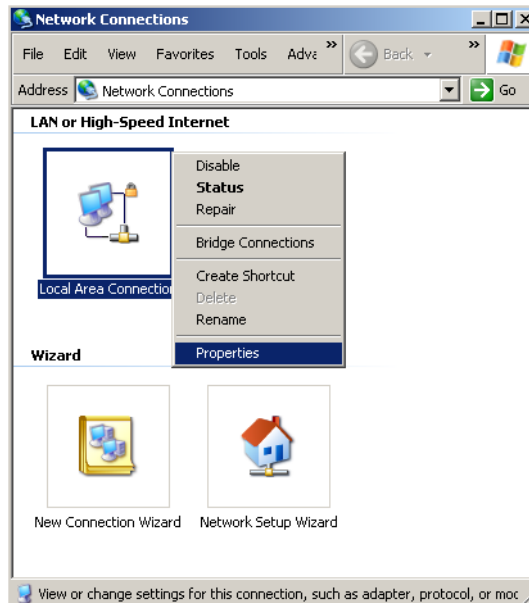 Network Connections
File Edit View Favorites Tools Adva »
Back »
Address Network Connections Go
LAN or High-Speed Internet
Disable
Status
Repair
Bridge Connections
Create Shortcut
Delete
Rename
Properties
Local Area Connection
Wizard
New Connection Wizard Network Setup Wizard
View or change settings for this connection, such as adapter, protocol, or moc